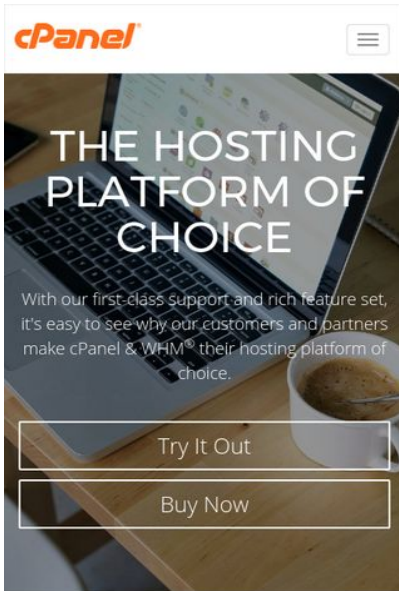 cPanel®
THE HOSTING
PLATFORM OF
CHOICE
With our first-class support and rich feature set,
it's easy to see why our customers and partners
make cPanel & WHM® their hosting platform of
choice.
Try It Out
Buy Now